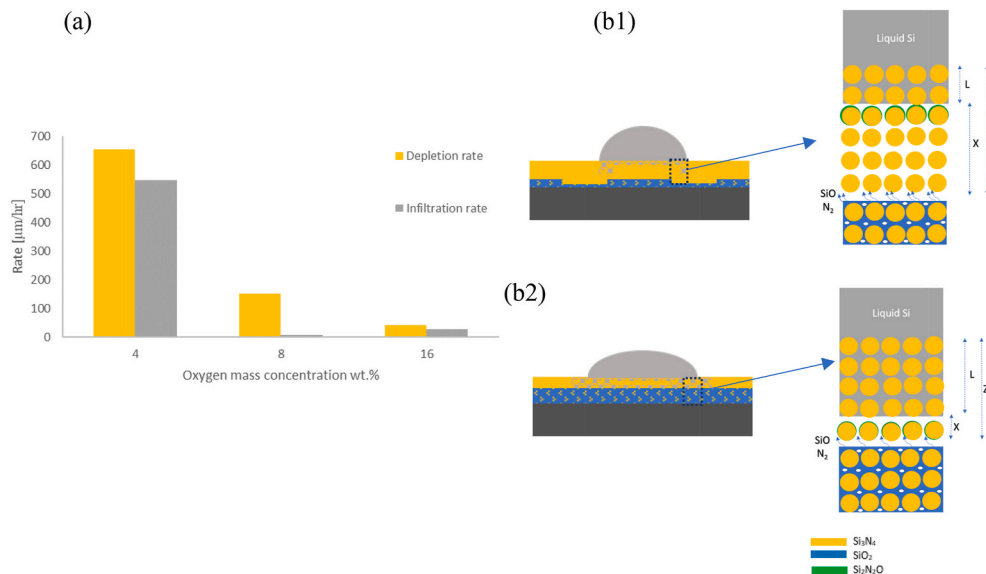 (a)
700
600
500
400
300
200
100
0
Rate [µm/hr]
4
8
16
Oxygen mass concentration wt.%
Depletion rate
Infiltration rate
(b1)
Liquid Si
L
X
SiO
N₂
(b2)
Liquid Si
L
Z
X
SiO
N₂
Si₃N₄
SiO₂
Si₂N₂O